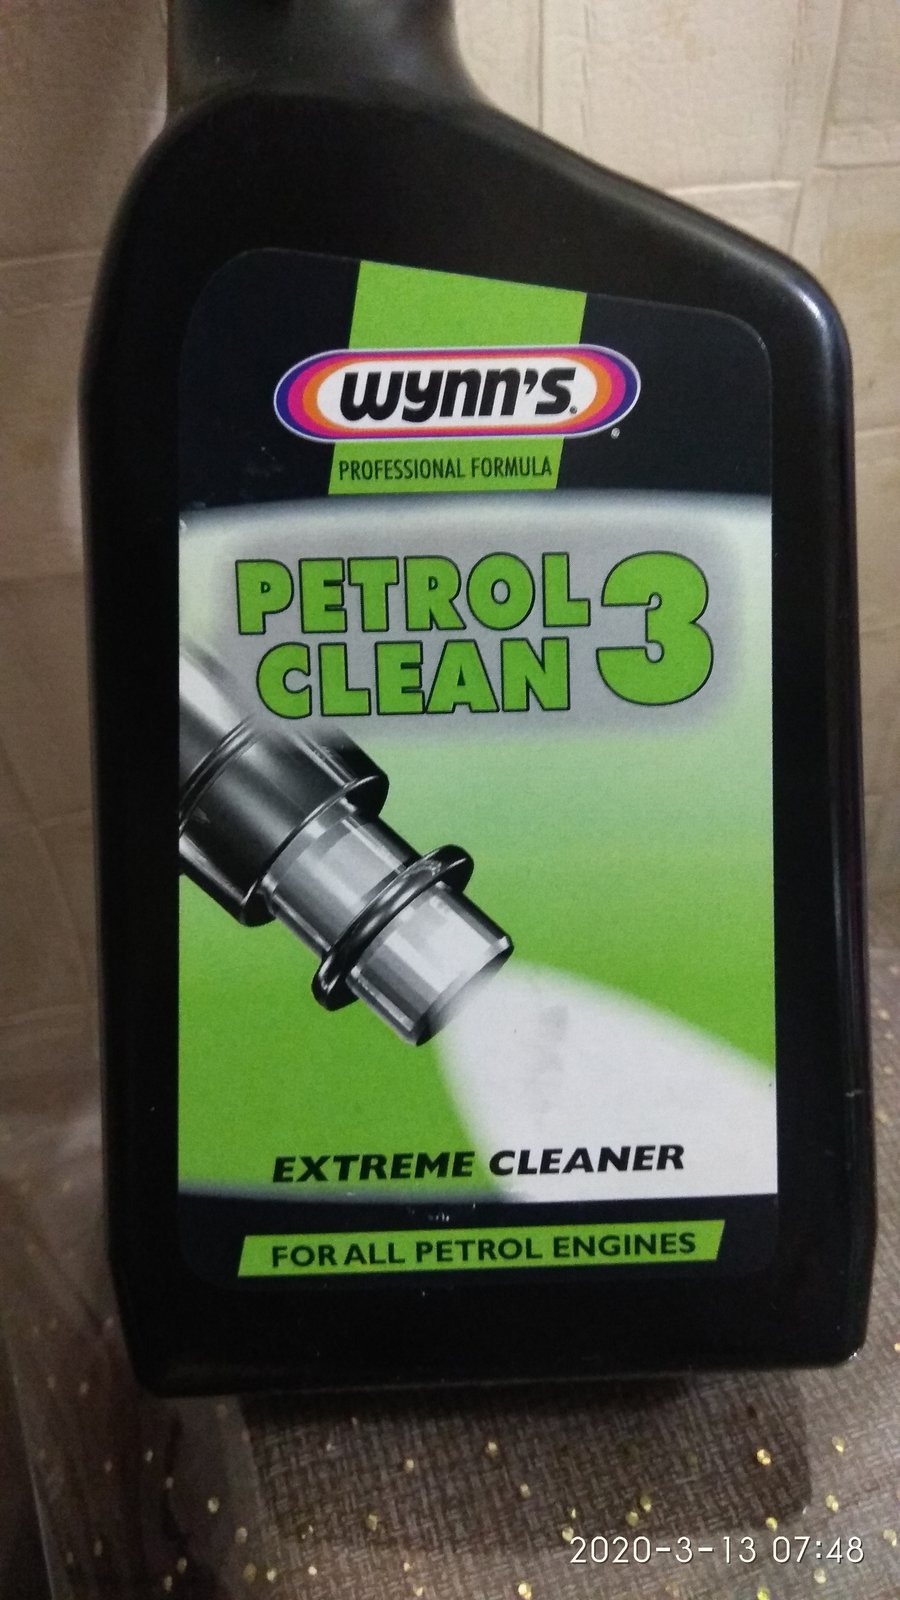 wynn's.
PROFESSIONAL FORMULA
PETROL
CLEAN 3
EXTREME CLEANER
FOR ALL PETROL ENGINES
2020-3-13 07:48